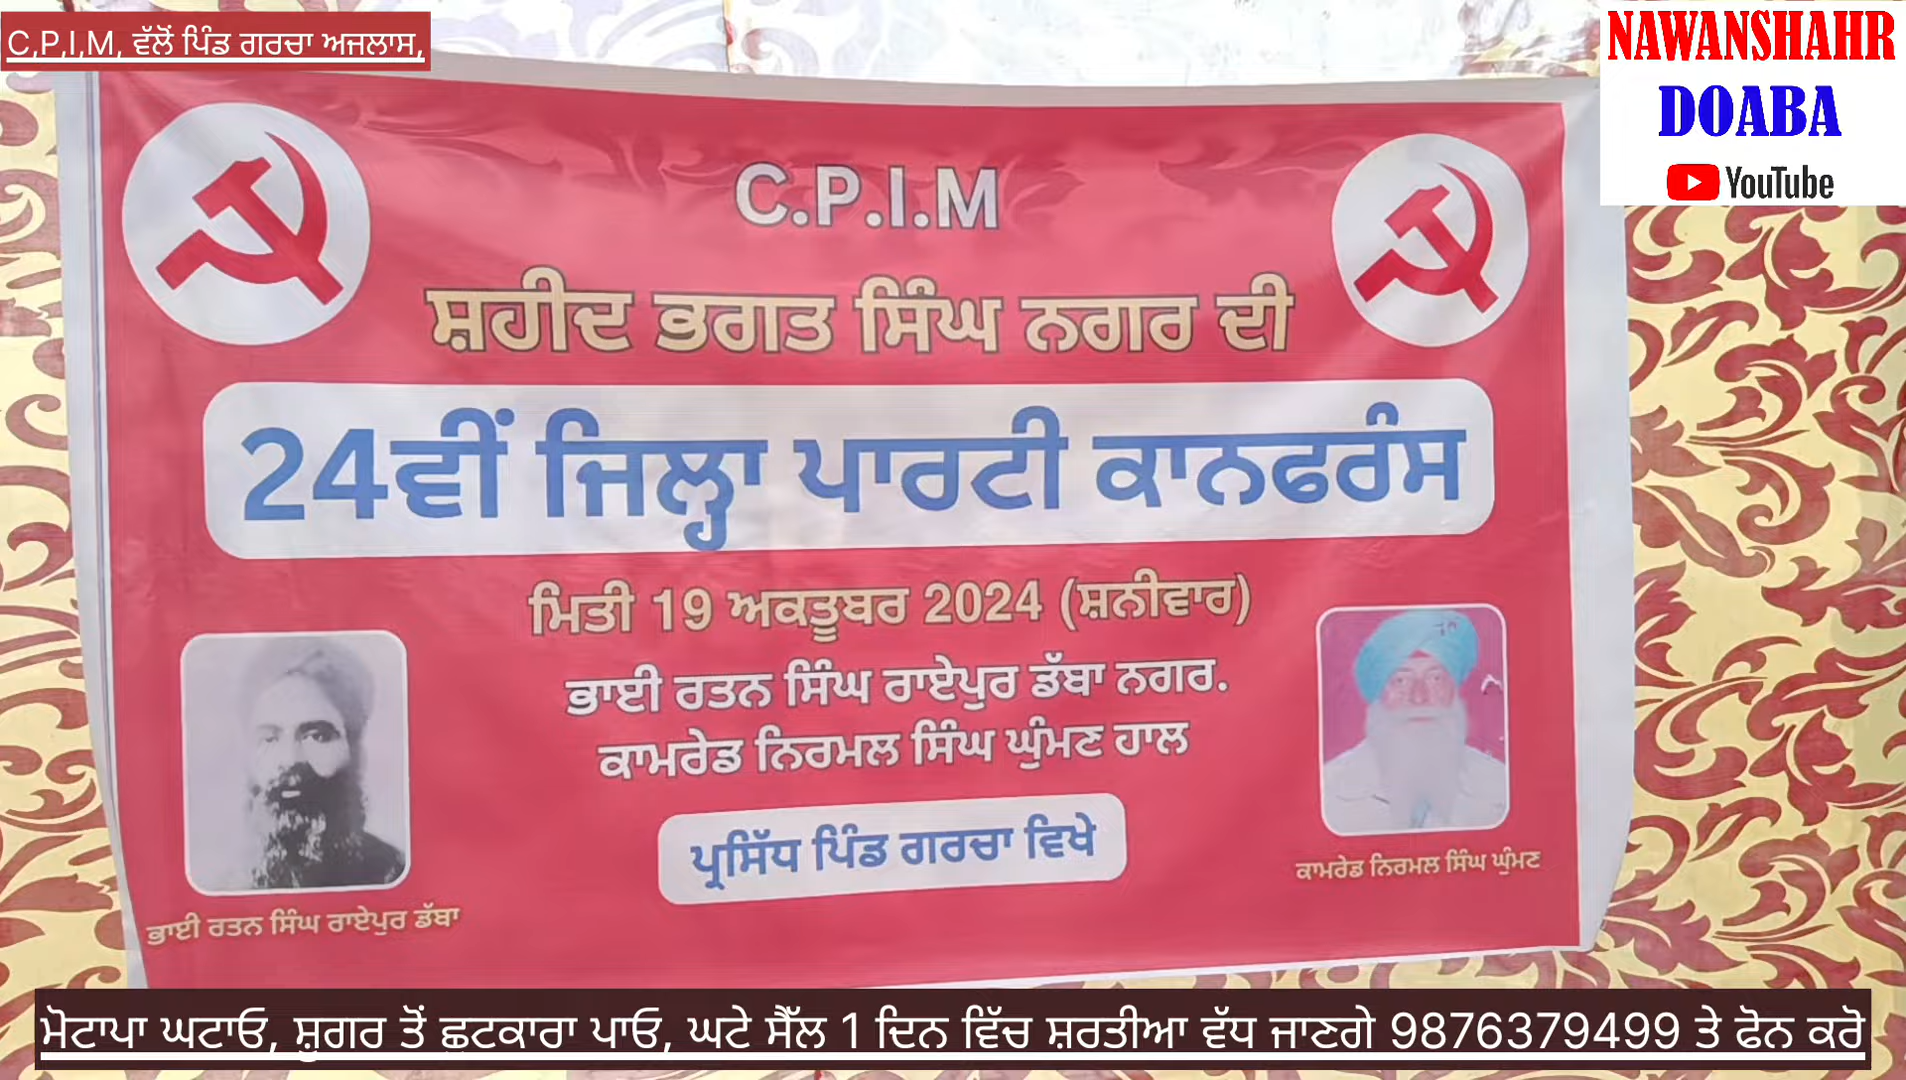 C,P,I,M, ਵੱਲੋਂ ਪਿੰਡ ਗਰਚਾ ਅਜਲਾਸ,
NAWANSHAHR
DOABA
YouTube
C.P.I.M
ਸ਼ਹੀਦ ਭਗਤ ਸਿੰਘ ਨਗਰ ਦੀ
24ਵੀਂ ਜਿਲ੍ਹਾ ਪਾਰਟੀ ਕਾਨਫਰੰਸ
ਮਿਤੀ 19 ਅਕਤੂਬਰ 2024 (ਸ਼ਨੀਵਾਰ)
ਭਾਈ ਰਤਨ ਸਿੰਘ ਰਾਏਪੁਰ ਡੱਬਾ ਨਗਰ.
ਕਾਮਰੇਡ ਨਿਰਮਲ ਸਿੰਘ ਘੁੰਮਣ ਹਾਲ
ਪ੍ਰਸਿੱਧ ਪਿੰਡ ਗਰਚਾ ਵਿਖੇ
ਭਾਈ ਰਤਨ ਸਿੰਘ ਰਾਏਪੁਰ ਡੱਬਾ
ਕਾਮਰੇਡ ਨਿਰਮਲ ਸਿੰਘ ਘੁੰਮਣ
ਮੋਟਾਪਾ ਘਟਾਓ, ਸ਼ੂਗਰ ਤੋਂ ਛੁਟਕਾਰਾ ਪਾਓ, ਘਟੇ ਸੈੱਲ 1 ਦਿਨ ਵਿੱਚ ਸ਼ਰਤੀਆ ਵੱਧ ਜਾਣਗੇ 9876379499 ਤੇ ਫੋਨ ਕਰੋ